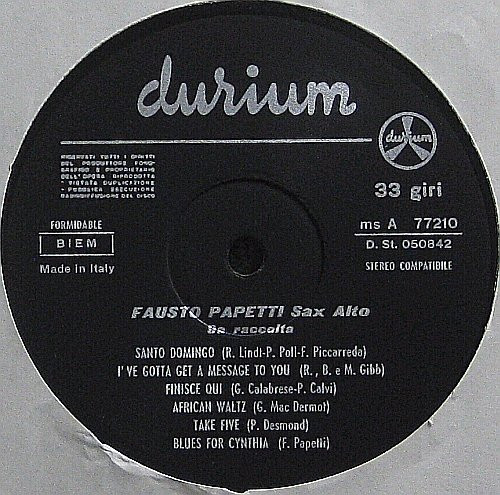 durium
durium
RISERVATI TUTTI I DIRITTI
DEL PRODUTTORE FONO-
GRAFICO E PROPRIETARIO
DELL'OPERA RIPRODOTTA
VIETATA DUPLICAZIONE
PUBBLICA ESECUZIONE
RADIODIFFUSIONE DEL DISCO
33 giri
FORMIDABLE
BIEM
Made in Italy
ms A 77210
D. St. 050842
STEREO COMPATIBILE
FAUSTO PAPETTI Sax Alto
8a raccolta
SANTO DOMINGO (R. Lindt-P. Poll-F. Piccarreda)
I'VE GOTTA GET A MESSAGE TO YOU (R., B. e M. Gibb)
FINISCE QUI (G. Calabrese-P. Calvi)
AFRICAN WALTZ (G. Mac Dermot)
TAKE FIVE (P. Desmond)
BLUES FOR CYNTHIA (F. Papetti)